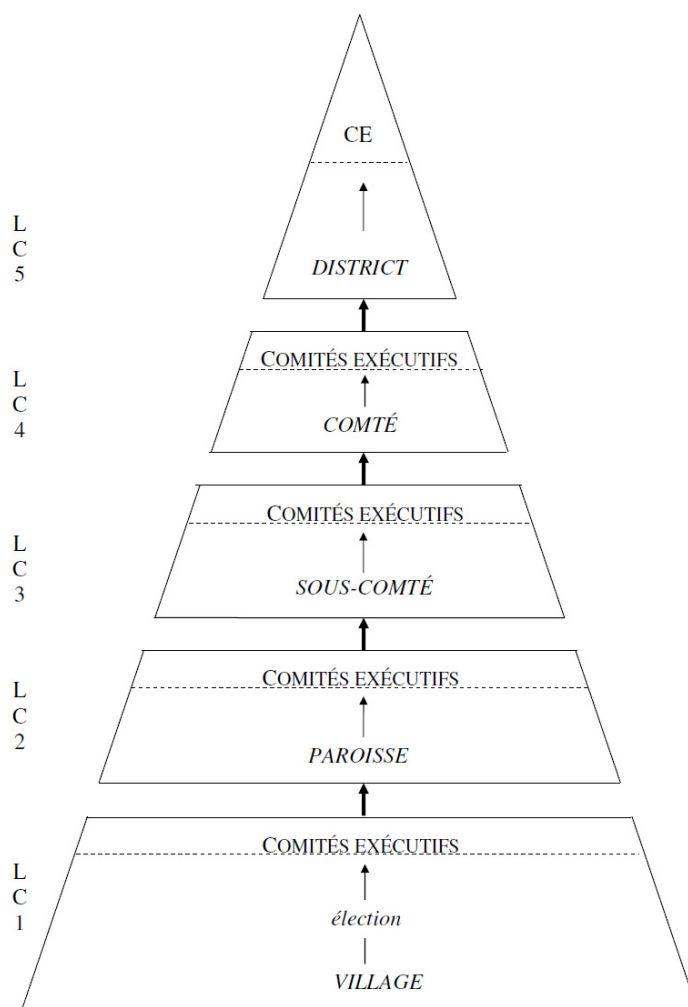 CE
L
C
5
DISTRICT
COMITÉS EXÉCUTIFS
L
C
4
COMTÉ
COMITÉS EXÉCUTIFS
L
C
3
SOUS-COMTÉ
COMITÉS EXÉCUTIFS
L
C
2
PAROISSE
COMITÉS EXÉCUTIFS
L
C
1
élection
VILLAGE